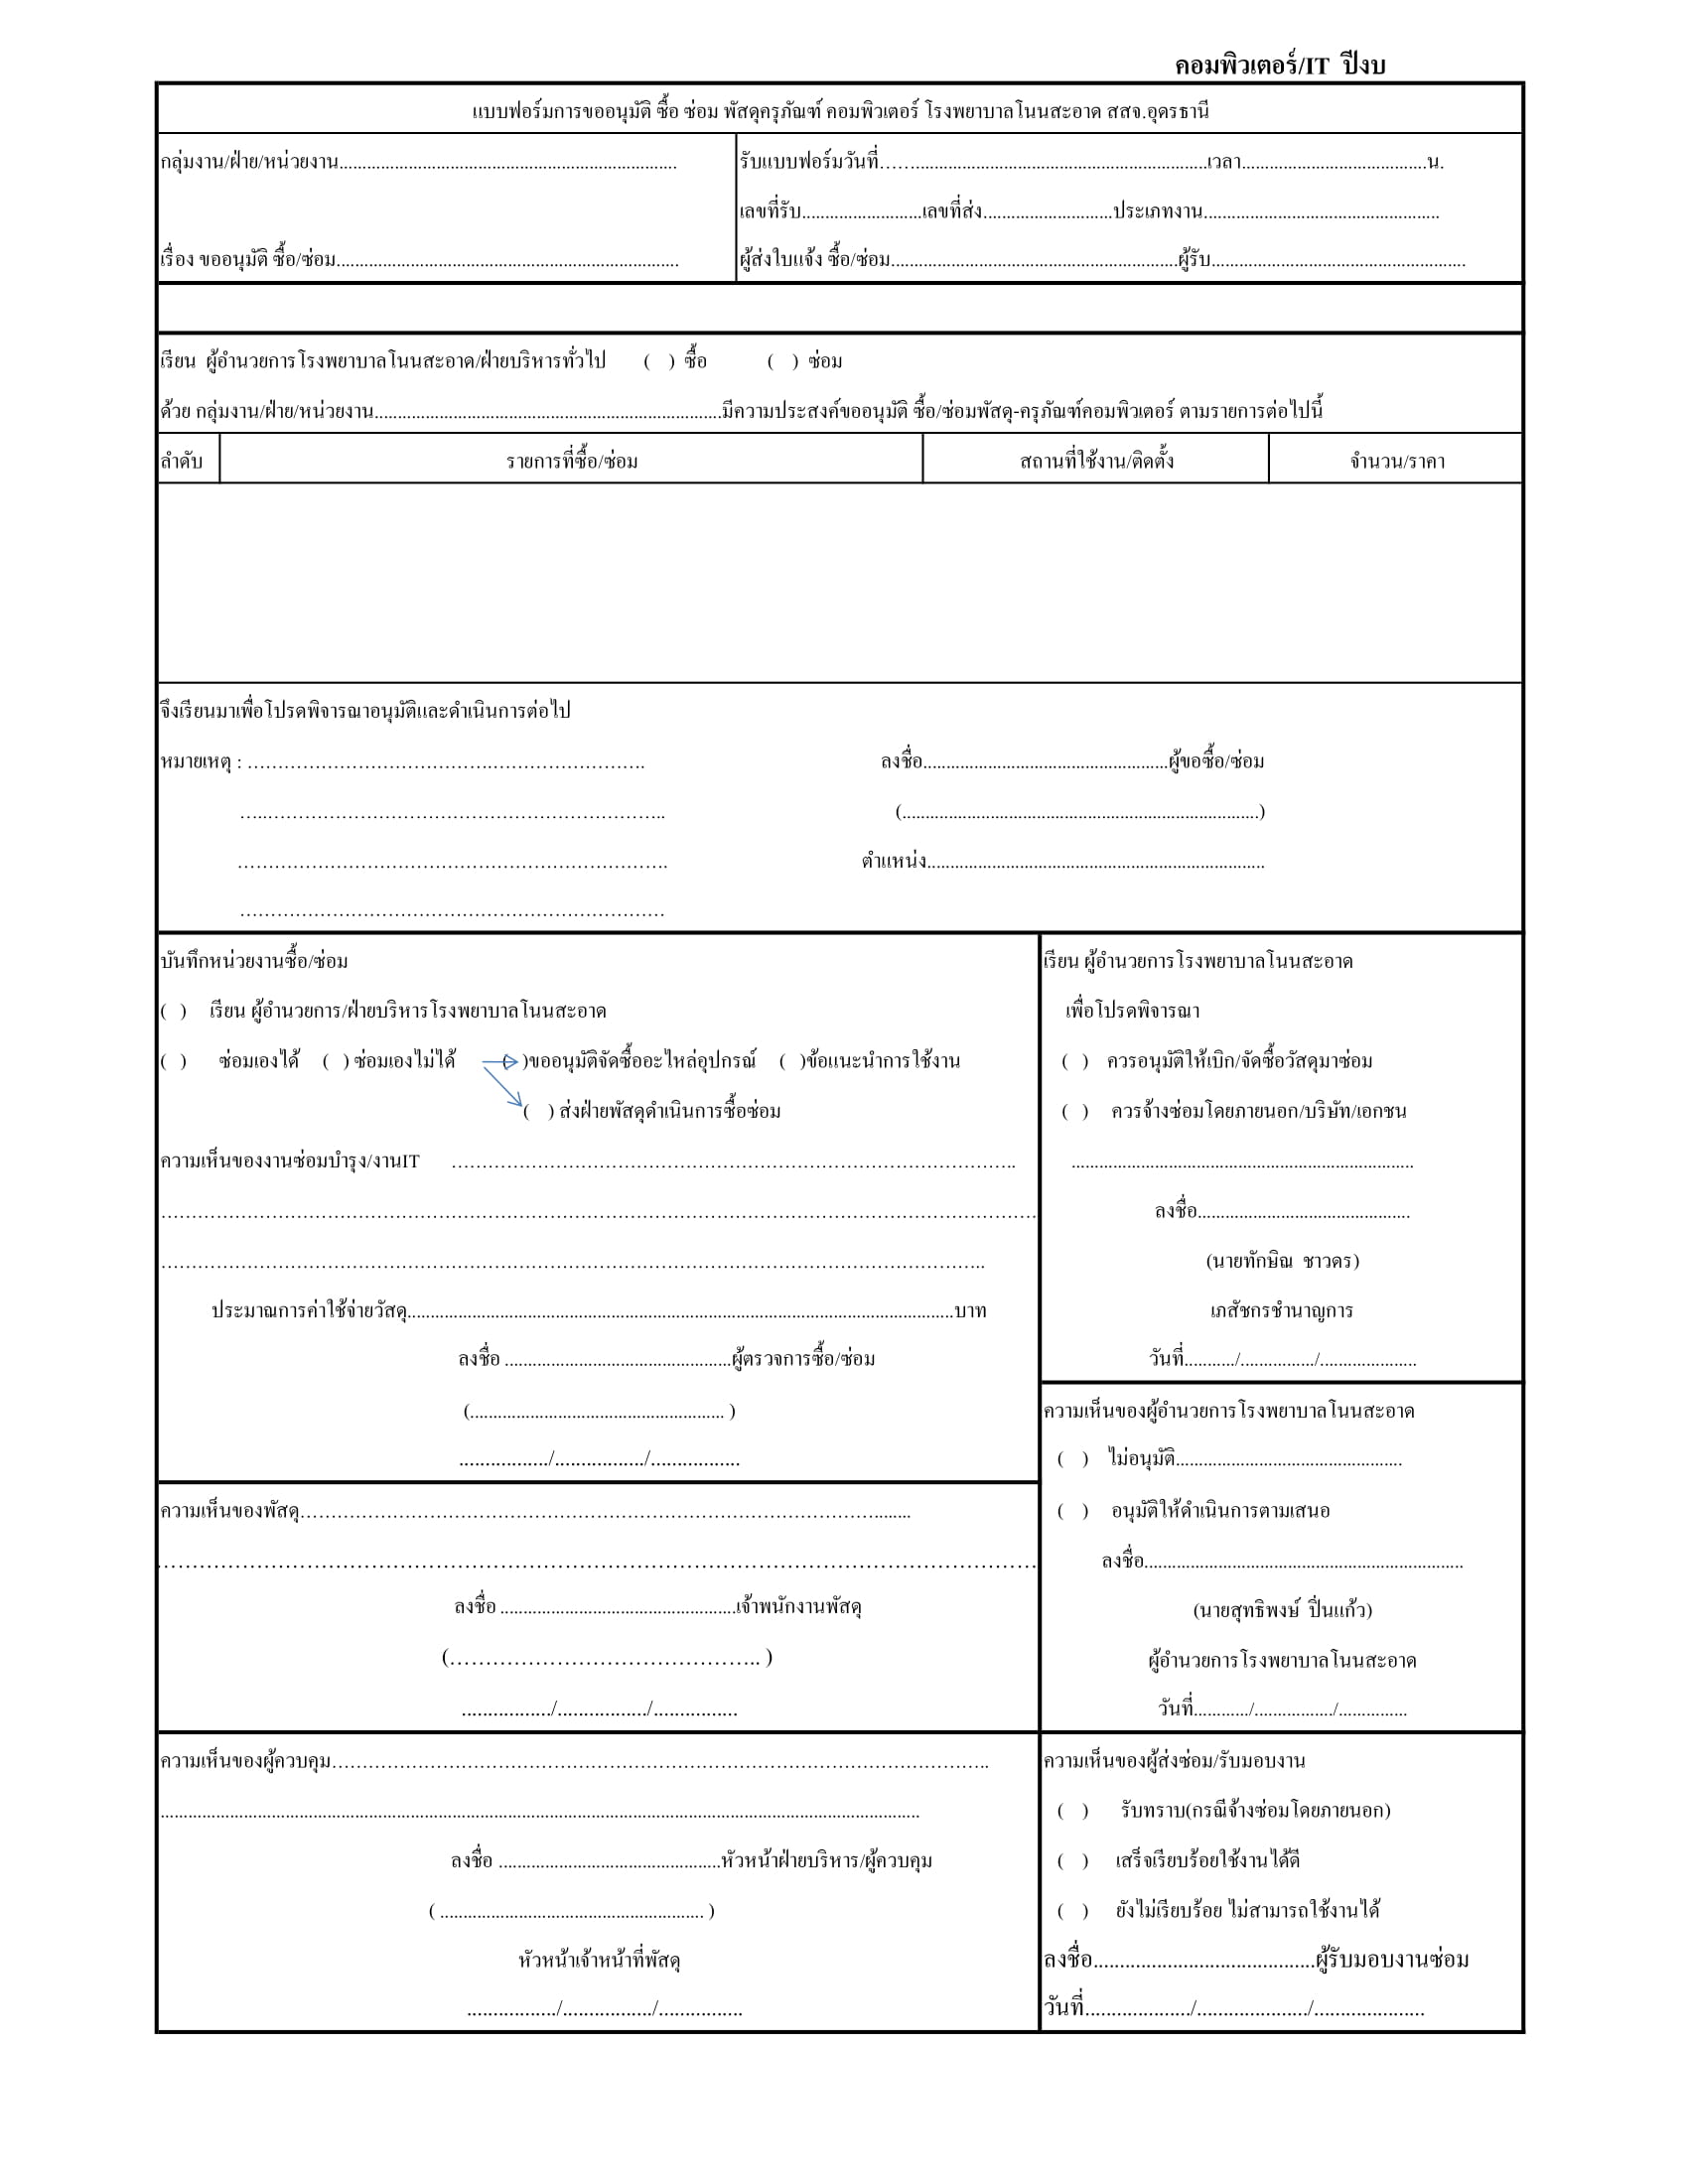 คอมพิวเตอร์/IT ปีงบ
แบบฟอร์มการขออนุมัติ ซื้อ ซ่อม พัสดุครุภัณฑ์ คอมพิวเตอร์ โรงพยาบาลโนนสะอาด สสจ.อุดรธานี
กลุ่มงาน/ฝ่าย/หน่วยงาน.........................................................................
รับแบบฟอร์มวันที่.....................................................................เวลา........................................น.
เลขที่รับ..........................เลขที่ส่ง............................ประเภทงาน...................................................
เรื่อง ขออนุมัติ ซื้อ/ซ่อม..........................................................................
ผู้ส่งใบแจ้ง ซื้อ/ซ่อม..............................................................ผู้รับ.......................................................
เรียน ผู้อำนวยการโรงพยาบาลโนนสะอาด/ฝ่ายบริหารทั่วไป ( ) ซื้อ ( ) ซ่อม
ด้วย กลุ่มงาน/ฝ่าย/หน่วยงาน...........................................................................มีความประสงค์ขออนุมัติ ซื้อ/ซ่อมพัสดุ-ครุภัณฑ์คอมพิวเตอร์ ตามรายการต่อไปนี้
ลำดับ รายการที่ซื้อ/ซ่อม สถานที่ใช้งาน/ติดตั้ง จำนวน/ราคา
จึงเรียนมาเพื่อโปรดพิจารณาอนุมัติและดำเนินการต่อไป
หมายเหตุ : ……………………………………………………….
ลงชื่อ.....................................................ผู้ขอซื้อ/ซ่อม
…..………………………………………………………..
(.............................................................................)
…………………………………………………………….
ตำแหน่ง.........................................................................
……………………………………………………………
บันทึกหน่วยงานซื้อ/ซ่อม
( ) เรียน ผู้อำนวยการ/ฝ่ายบริหารโรงพยาบาลโนนสะอาด
( ) ซ่อมเองได้ ( ) ซ่อมเองไม่ได้ ( )ขออนุมัติจัดซื้ออะไหล่อุปกรณ์ ( )ข้อแนะนำการใช้งาน
( ) ส่งฝ่ายพัสดุดำเนินการซื้อซ่อม
ความเห็นของงานซ่อมบำรุง/งานIT ………………………………………………………………………………..
……………………………………………………………………………………………………………………………
……………………………………………………………………………………………………………………..
ประมาณการค่าใช้จ่ายวัสดุ......................................................................................................................บาท
ลงชื่อ .................................................ผู้ตรวจการซื้อ/ซ่อม
(....................................................... )
................./................./.................
เรียน ผู้อำนวยการโรงพยาบาลโนนสะอาด
เพื่อโปรดพิจารณา
( ) ควรอนุมัติให้เบิก/จัดซื้อวัสดุมาซ่อม
( ) ควรจ้างซ่อมโดยภายนอก/บริษัท/เอกชน
..........................................................................
ลงชื่อ..............................................
(นายทักษิณ ชาวดร)
เภสัชกรชำนาญการ
วันที่.........../................/.....................
ความเห็นของพัสดุ…………………………………………………………………………………........
……………………………………………………………………………………………………………
ลงชื่อ ...................................................เจ้าพนักงานพัสดุ
(…………………………………….. )
................./................./................
ความเห็นของผู้อำนวยการโรงพยาบาลโนนสะอาด
( ) ไม่อนุมัติ.................................................
( ) อนุมัติให้ดำเนินการตามเสนอ
ลงชื่อ.....................................................................
(นายสุทธิพงษ์ ปิ่นแก้ว)
ผู้อำนวยการโรงพยาบาลโนนสะอาด
วันที่............/................./...............
ความเห็นของผู้ควบคุม……………………………………………………………………………………………..
....................................................................................................................................................................
ลงชื่อ ................................................หัวหน้าฝ่ายบริหาร/ผู้ควบคุม
( ......................................................... )
หัวหน้าเจ้าหน้าที่พัสดุ
................./................./................
ความเห็นของผู้ส่งซ่อม/รับมอบงาน
( ) รับทราบ(กรณีจ้างซ่อมโดยภายนอก)
( ) เสร็จเรียบร้อยใช้งานได้ดี
( ) ยังไม่เรียบร้อย ไม่สามารถใช้งานได้
ลงชื่อ..........................................ผู้รับมอบงานซ่อม
วันที่..................../...................../.....................